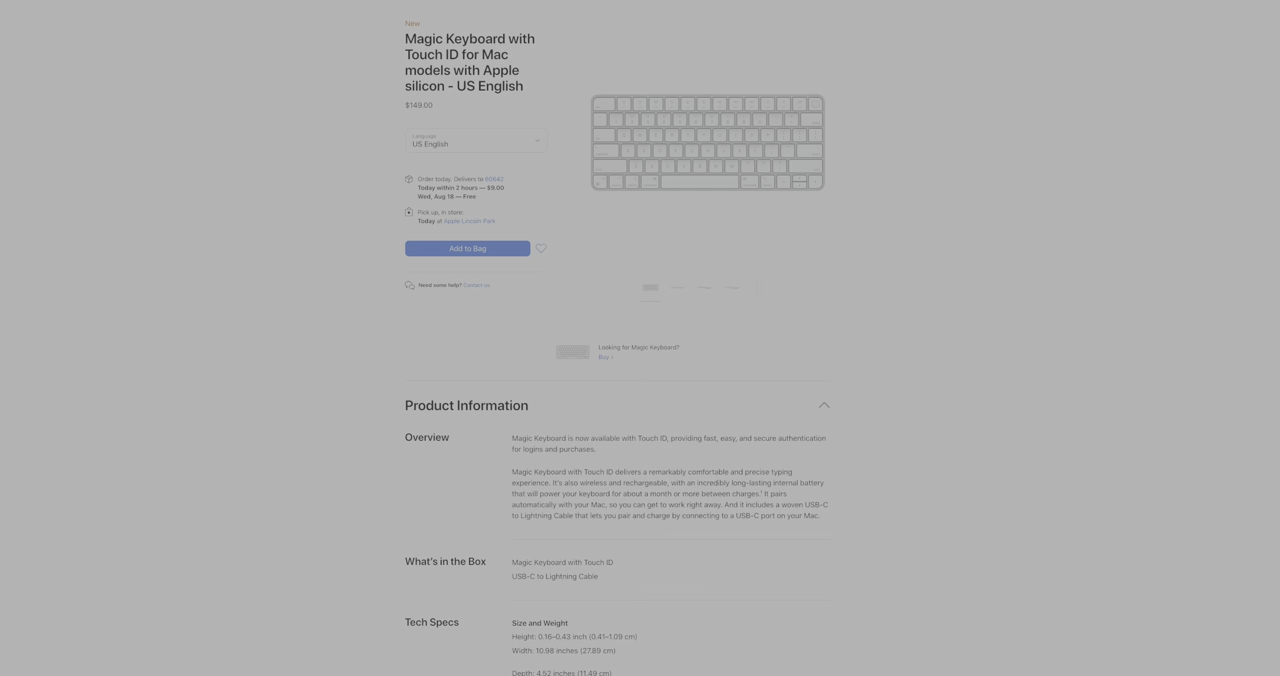 New
Magic Keyboard with
Touch ID for Mac
models with Apple
silicon - US English
$149.00
Language
US English
Order today. Delivers to 60642
Today within 2 hours — $9.00
Wed, Aug 18 — Free
Pick up, in store:
Today at Apple Lincoln Park
Add to Bag
Need some help? Contact us.
Looking for Magic Keyboard?
Buy ›
Product Information
Overview
Magic Keyboard is now available with Touch ID, providing fast, easy, and secure authentication
for logins and purchases.
Magic Keyboard with Touch ID delivers a remarkably comfortable and precise typing
experience. It's also wireless and rechargeable, with an incredibly long-lasting internal battery
that will power your keyboard for about a month or more between charges.¹ It pairs
automatically with your Mac, so you can get to work right away. And it includes a woven USB-C
to Lightning Cable that lets you pair and charge by connecting to a USB-C port on your Mac.
What's in the Box
Magic Keyboard with Touch ID
USB-C to Lightning Cable
Tech Specs
Size and Weight
Height: 0.16–0.43 inch (0.41–1.09 cm)
Width: 10.98 inches (27.89 cm)
Depth: 4.52 inches (11.49 cm)